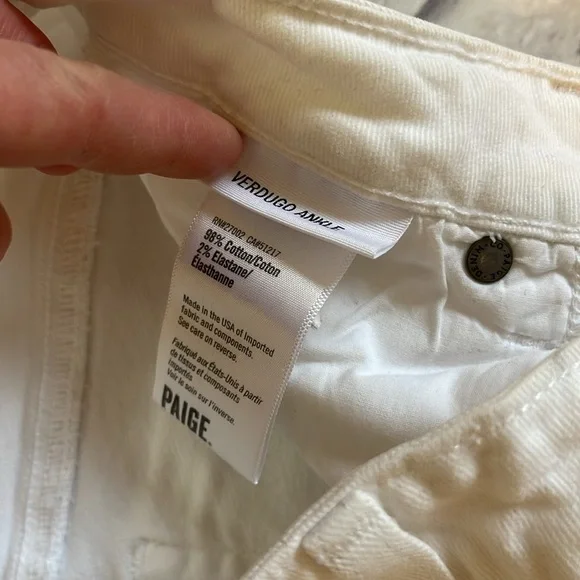 VERDUGO ANKLE
RN#27002 CA#51217
98% Cotton/Coton
2% Elastane/
Élasthanne
Made in the USA of imported
fabric and components.
See care on reverse.
Fabriqué aux États-Unis à partir
de tissus et composants
importés
Voir le soin sur l'inverse.
PAIGE